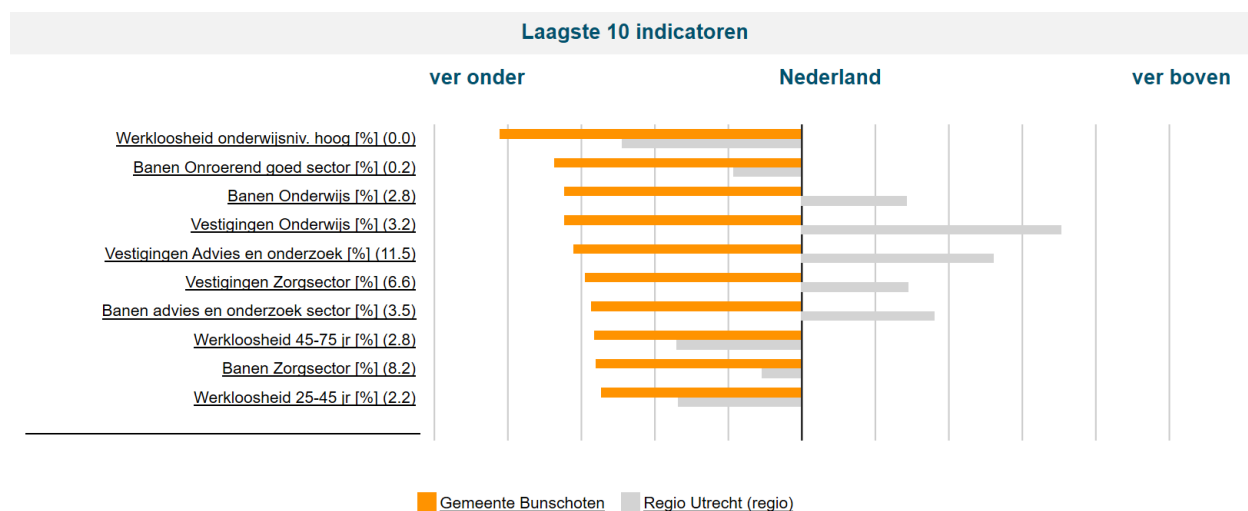 Laagste 10 indicatoren
ver onder Nederland ver boven
Werkloosheid onderwijsniv. hoog [%] (0.0)
Banen Onroerend goed sector [%] (0.2)
Banen Onderwijs [%] (2.8)
Vestigingen Onderwijs [%] (3.2)
Vestigingen Advies en onderzoek [%] (11.5)
Vestigingen Zorgsector [%] (6.6)
Banen advies en onderzoek sector [%] (3.5)
Werkloosheid 45-75 jr [%] (2.8)
Banen Zorgsector [%] (8.2)
Werkloosheid 25-45 jr [%] (2.2)
Gemeente Bunschoten Regio Utrecht (regio)